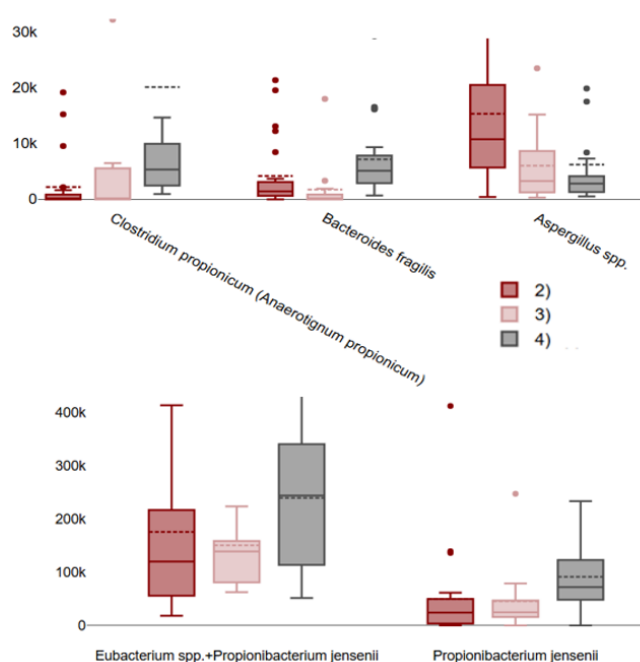 30k
20k
10k
0
Clostridium propionicum (Anaerotignum propionicum)
Bacteroides fragilis
Aspergillus spp.
2)
3)
4)
400k
300k
200k
100k
0
Eubacterium spp.+Propionibacterium jensenii
Propionibacterium jensenii